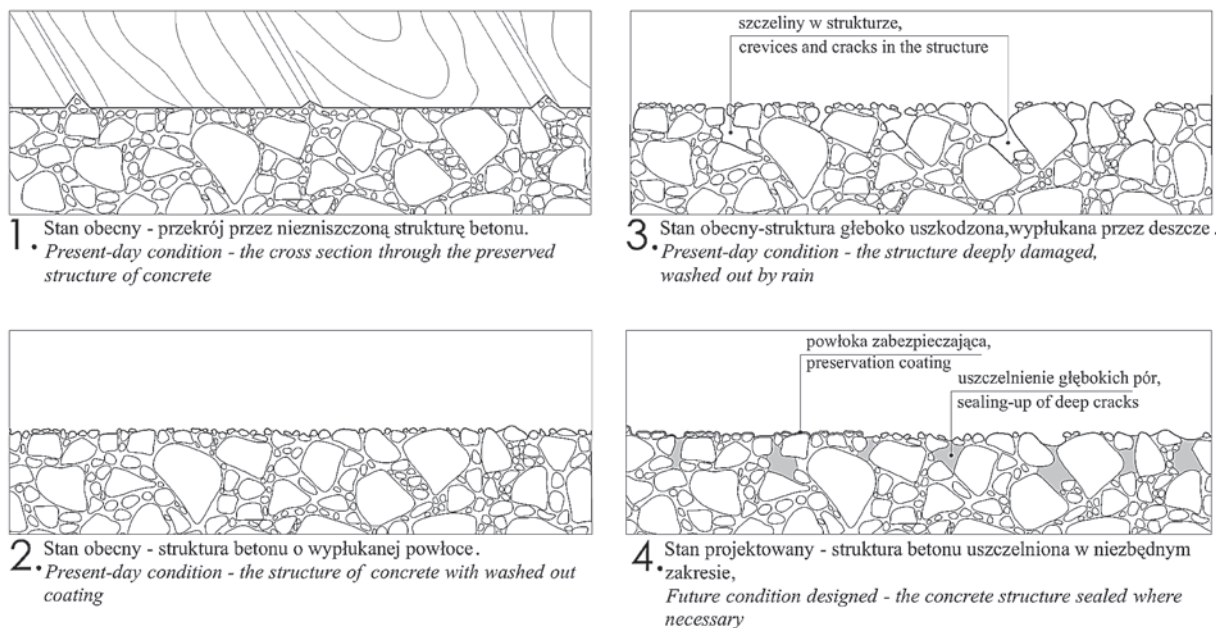 1. Stan obecny - przekrój przez niezniszczoną strukturę betonu.
Present-day condition - the cross section through the preserved
structure of concrete
2. Stan obecny - struktura betonu o wypłukanej powłoce.
Present-day condition - the structure of concrete with washed out
coating
szczeliny w strukturze,
crevices and cracks in the structure
3. Stan obecny-struktura głeboko uszkodzona,wypłukana przez deszcze.
Present-day condition - the structure deeply damaged,
washed out by rain
powłoka zabezpieczająca,
preservation coating
uszczelnienie głębokich pór,
sealing-up of deep cracks
4. Stan projektowany - struktura betonu uszczelniona w niezbędnym
zakresie,
Future condition designed - the concrete structure sealed where
necessary